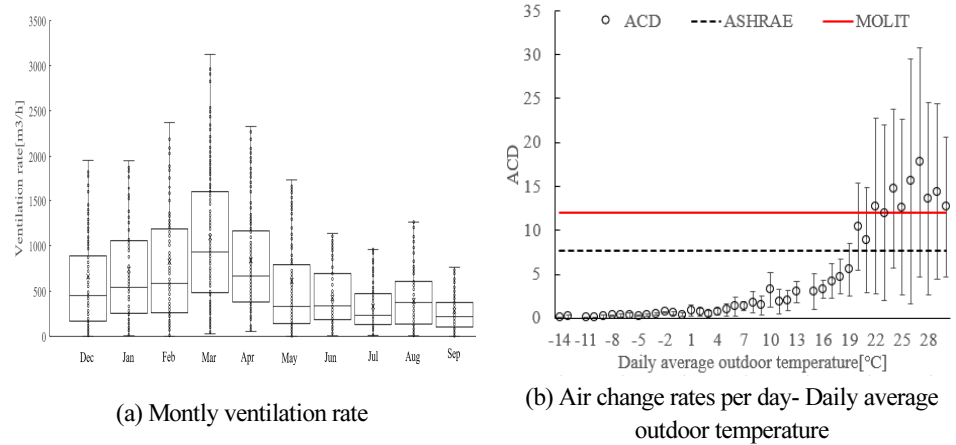 3500
3000
2500
2000
1500
1000
500
0
Ventilation rate[m3/h]
Dec Jan Feb Mar Apr May Jun Jul Aug Sep
(a) Montly ventilation rate
ACD ASHRAE MOLIT
35
30
25
20
15
10
5
0
ACD
-14 -11 -8 -5 -2 1 4 7 10 13 16 19 22 25 28
Daily average outdoor temperature[°C]
(b) Air change rates per day- Daily average
outdoor temperature